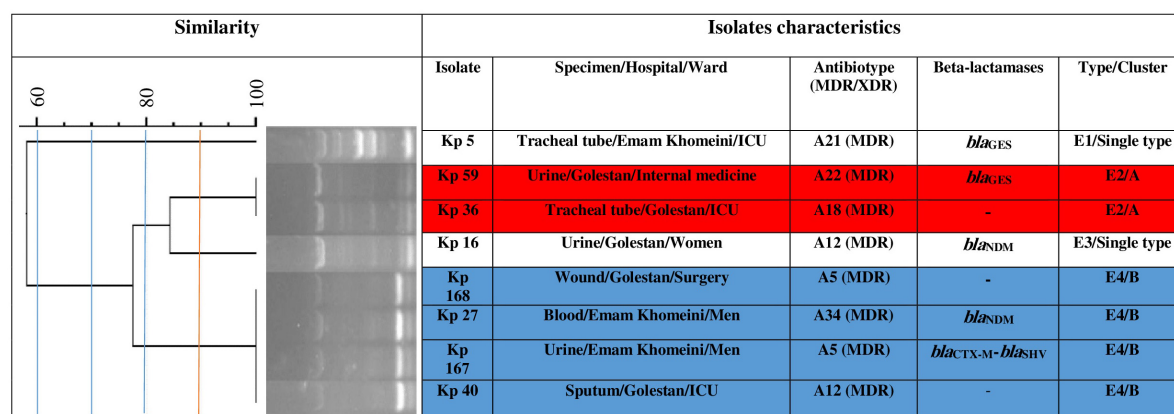 Similarity
Isolates characteristics
60
80
100
Isolate
Specimen/Hospital/Ward
Antibiotype
(MDR/XDR)
Beta-lactamases
Type/Cluster
Kp 5
Tracheal tube/Emam Khomeini/ICU
A21 (MDR)
blaGES
E1/Single type
Kp 59
Urine/Golestan/Internal medicine
A22 (MDR)
blaGES
E2/A
Kp 36
Tracheal tube/Golestan/ICU
A18 (MDR)
-
E2/A
Kp 16
Urine/Golestan/Women
A12 (MDR)
blaNDM
E3/Single type
Kp
168
Wound/Golestan/Surgery
A5 (MDR)
-
E4/B
Kp 27
Blood/Emam Khomeini/Men
A34 (MDR)
blaNDM
E4/B
Kp
167
Urine/Emam Khomeini/Men
A5 (MDR)
blaCTX-M-blaSHV
E4/B
Kp 40
Sputum/Golestan/ICU
A12 (MDR)
-
E4/B